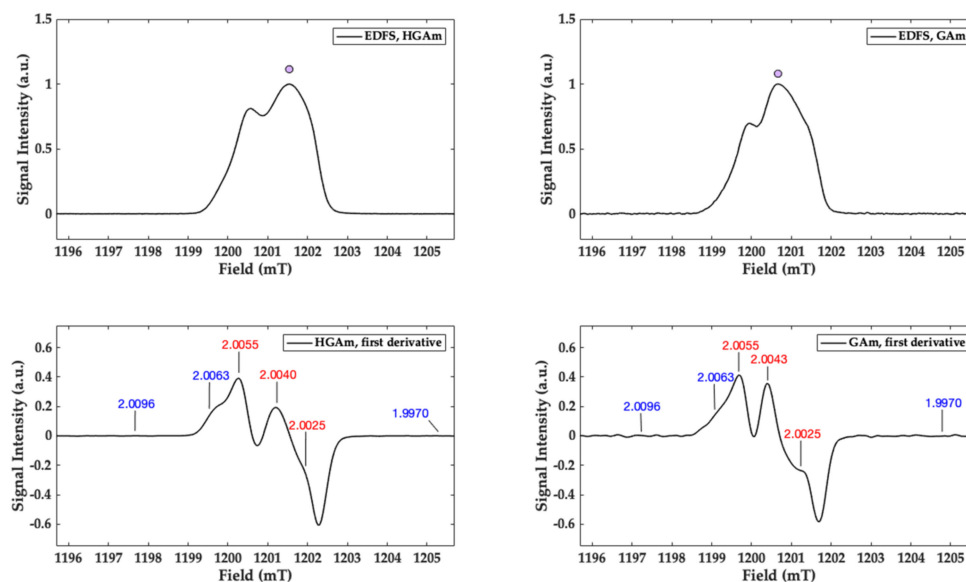 1.5
EDFS, HGAm
Signal Intensity (a.u.)
1
0.5
0
1196 1197 1198 1199 1200 1201 1202 1203 1204 1205
Field (mT)
1.5
EDFS, GAm
Signal Intensity (a.u.)
1
0.5
0
1196 1197 1198 1199 1200 1201 1202 1203 1204 1205
Field (mT)
0.6
0.4
0.2
0
-0.2
-0.4
-0.6
Signal Intensity (a.u.)
HGAm, first derivative
2.0055
2.0063
2.0040
2.0096
2.0025
1.9970
1196 1197 1198 1199 1200 1201 1202 1203 1204 1205
Field (mT)
0.6
0.4
0.2
0
-0.2
-0.4
-0.6
Signal Intensity (a.u.)
GAm, first derivative
2.0055
2.0043
2.0063
2.0096
2.0025
1.9970
1196 1197 1198 1199 1200 1201 1202 1203 1204 1205
Field (mT)